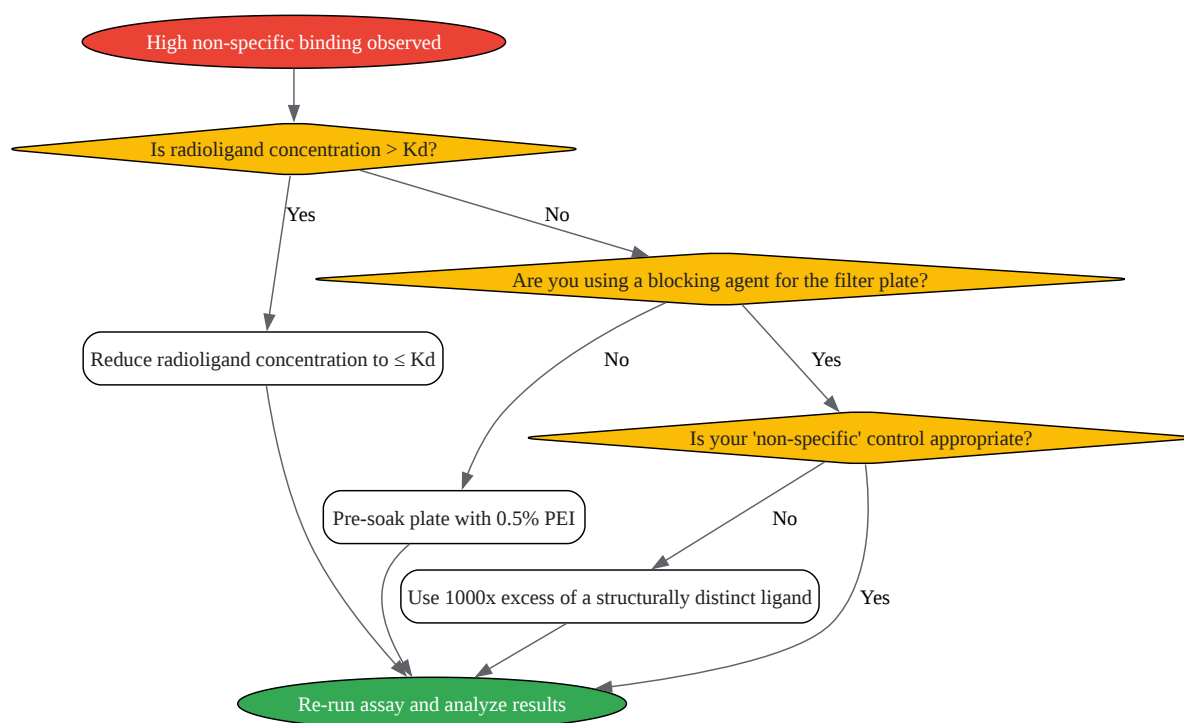 High non-specific binding observed
Is radioligand concentration > Kd?
Yes
No
Are you using a blocking agent for the filter plate?
Reduce radioligand concentration to ≤ Kd
No
Yes
Is your 'non-specific' control appropriate?
Pre-soak plate with 0.5% PEI
No
Use 1000x excess of a structurally distinct ligand
Yes
Re-run assay and analyze results